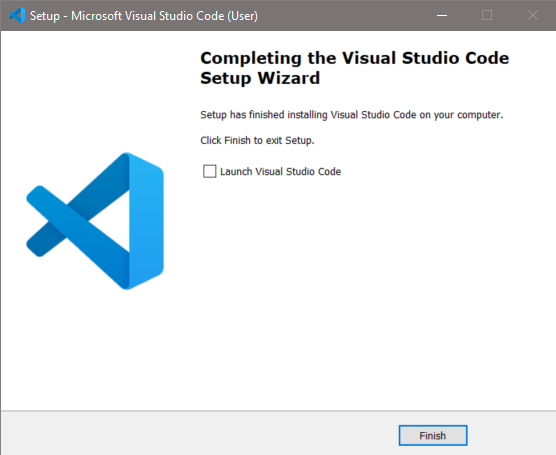 Setup - Microsoft Visual Studio Code (User)
Completing the Visual Studio Code
Setup Wizard
Setup has finished installing Visual Studio Code on your computer.
Click Finish to exit Setup.
Launch Visual Studio Code
Finish